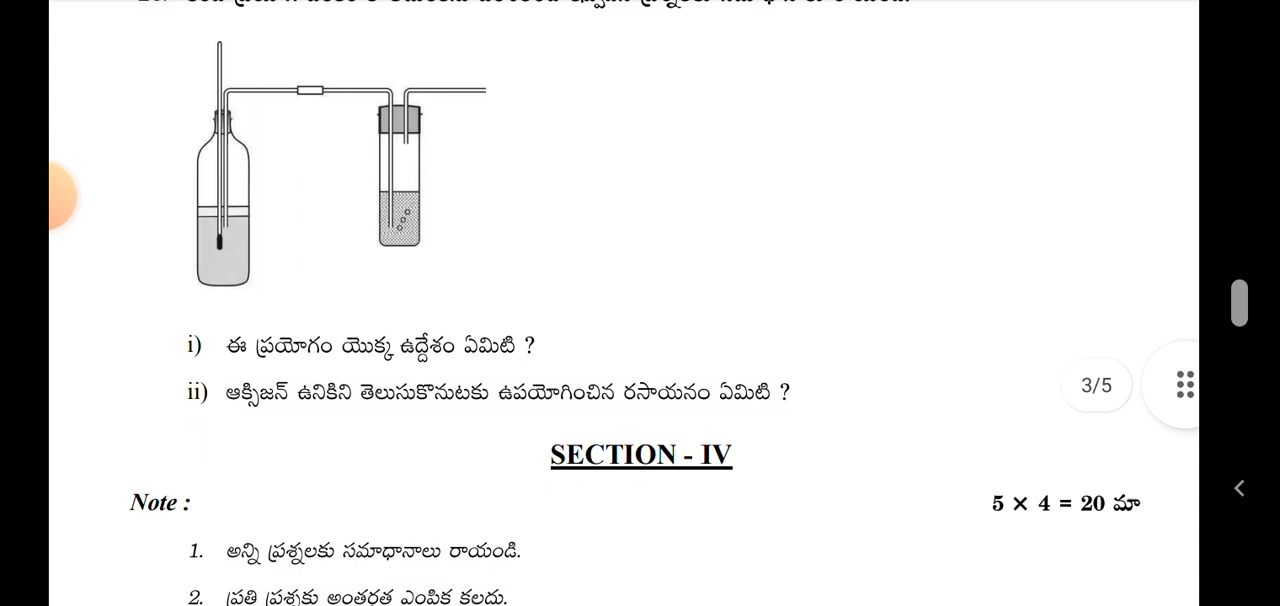 i) ఈ ప్రయోగం యొక్క ఉద్దేశం ఏమిటి ?
ii) ఆక్సిజన్ ఉనికిని తెలుసుకొనుటకు ఉపయోగించిన రసాయనం ఏమిటి ?
3/5
SECTION - IV
Note : 5 × 4 = 20 మా
1. అన్ని ప్రశ్నలకు సమాధానాలు రాయండి.
2. ప్రతి ప్రశ్నకు అంతర్గత ఎంపిక కలదు.